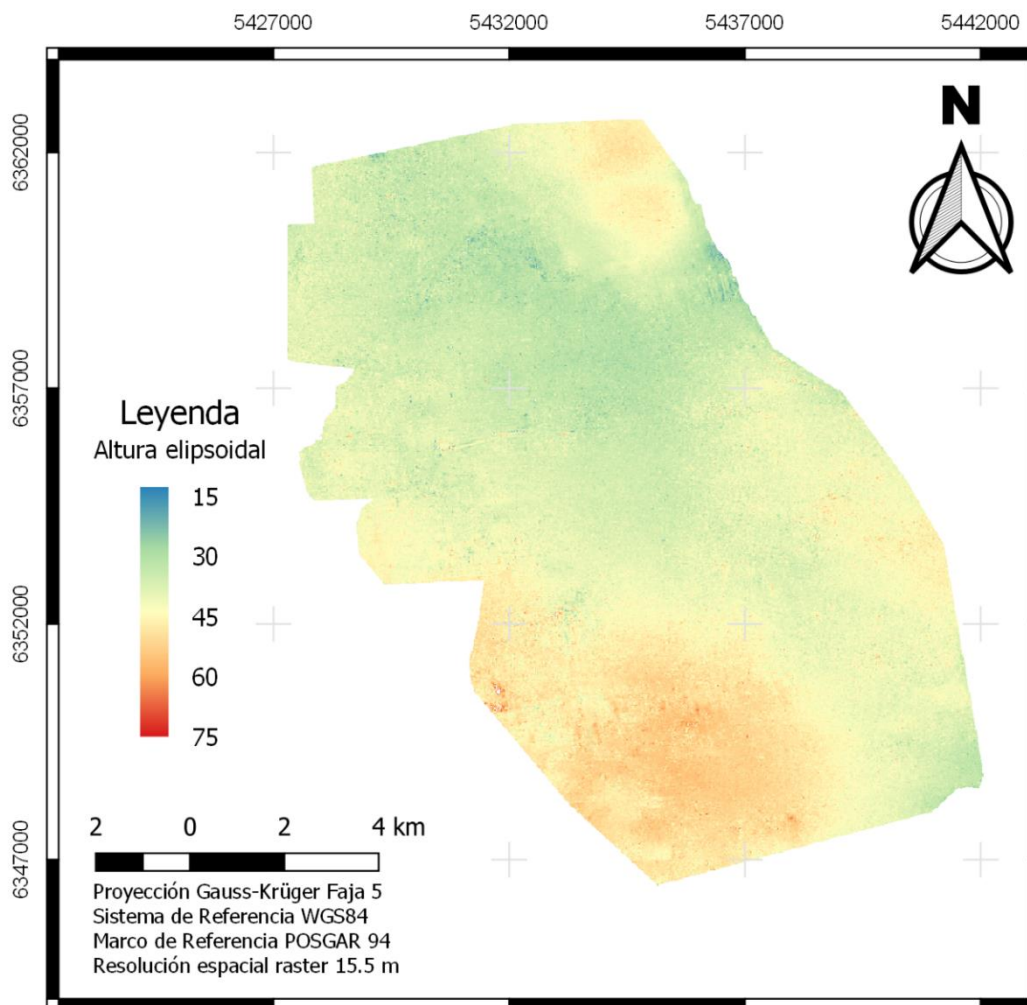 5427000 5432000 5437000 5442000
N
6362000
6357000
6352000
6347000
Leyenda
Altura elipsoidal
15
30
45
60
75
2 0 2 4 km
Proyección Gauss-Krüger Faja 5
Sistema de Referencia WGS84
Marco de Referencia POSGAR 94
Resolución espacial raster 15.5 m